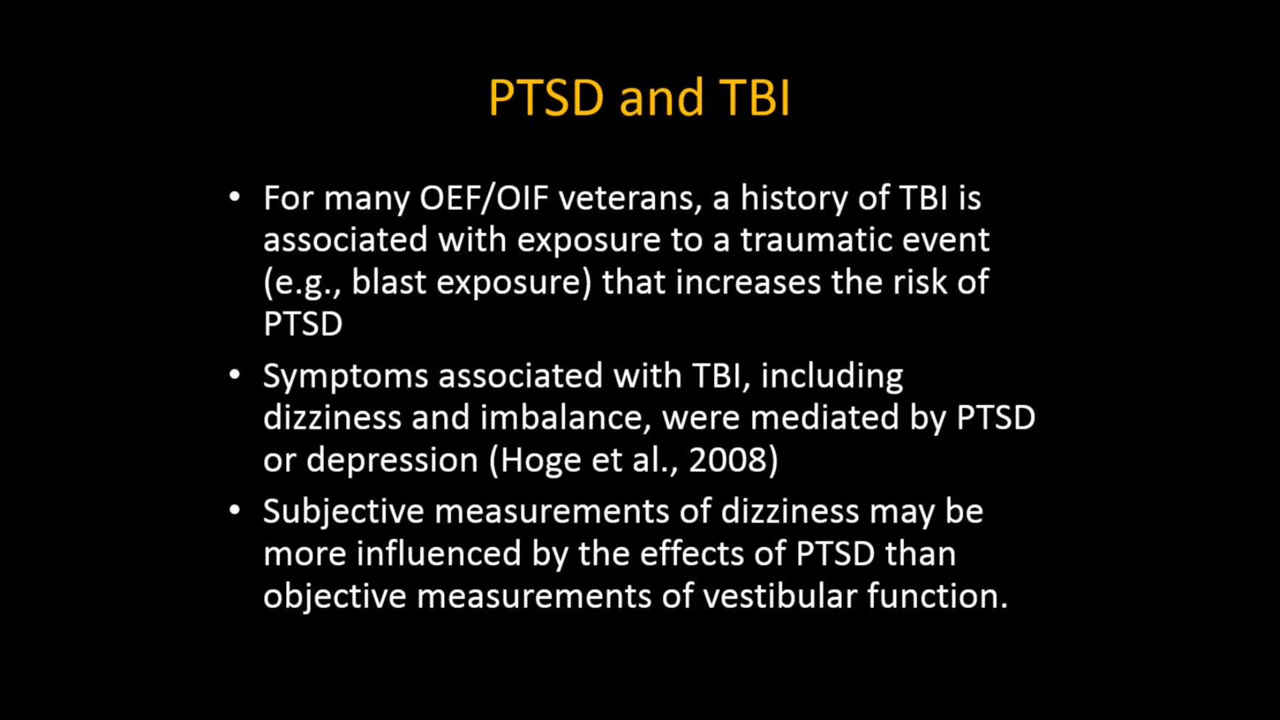 PTSD and TBI
• For many OEF/OIF veterans, a history of TBI is
associated with exposure to a traumatic event
(e.g., blast exposure) that increases the risk of
PTSD
• Symptoms associated with TBI, including
dizziness and imbalance, were mediated by PTSD
or depression (Hoge et al., 2008)
• Subjective measurements of dizziness may be
more influenced by the effects of PTSD than
objective measurements of vestibular function.